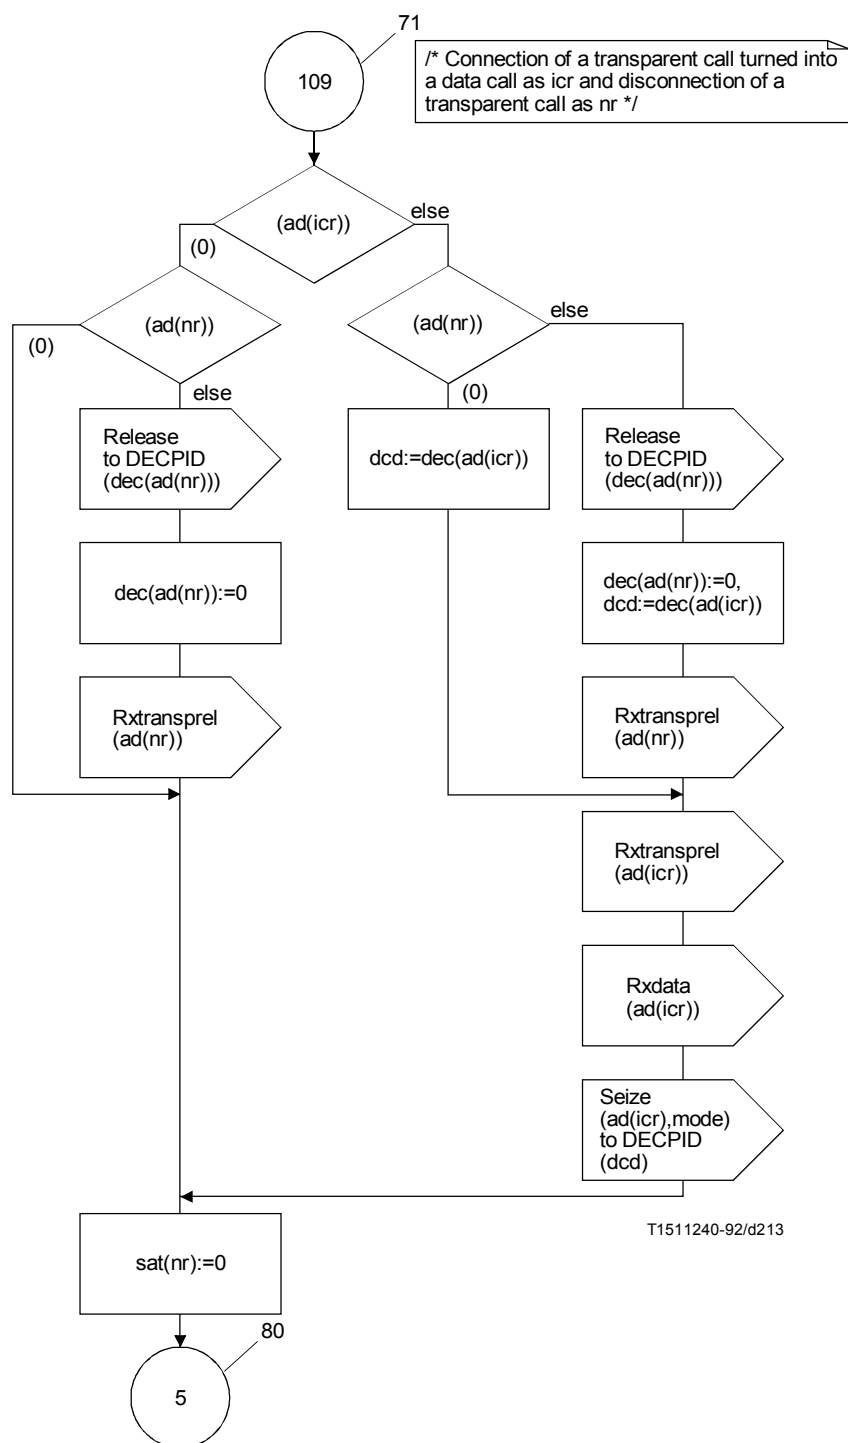 71
109
/* Connection of a transparent call turned into
a data call as icr and disconnection of a
transparent call as nr */
(ad(icr))
else
(0)
(ad(nr))
(0)
else
(ad(nr))
else
(0)
Release
to DECPID
(dec(ad(nr)))
dcd:=dec(ad(icr))
Release
to DECPID
(dec(ad(nr)))
dec(ad(nr)):=0
dec(ad(nr)):=0,
dcd:=dec(ad(icr))
Rxtransprel
(ad(nr))
Rxtransprel
(ad(nr))
Rxtransprel
(ad(icr))
Rxdata
(ad(icr))
Seize
(ad(icr),mode)
to DECPID
(dcd)
T1511240-92/d213
sat(nr):=0
80
5